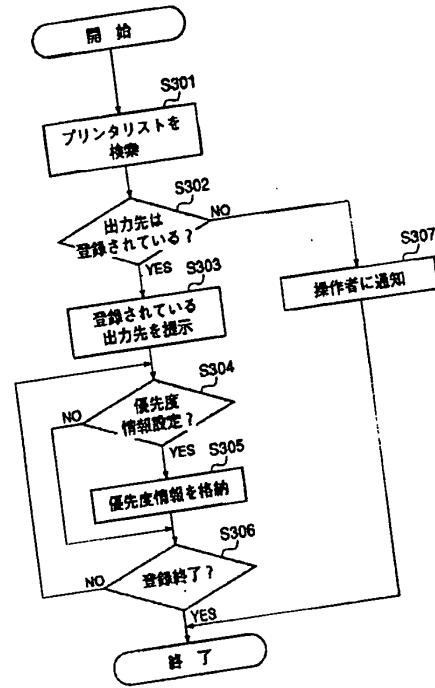 開始
S301
プリンタリストを
検索
S302
出力先は
登録されている？
NO
YES
S307
操作者に通知
S303
登録されている
出力先を提示
S304
優先度
情報設定？
NO
YES
S305
優先度情報を格納
S306
登録終了？
NO
YES
終了